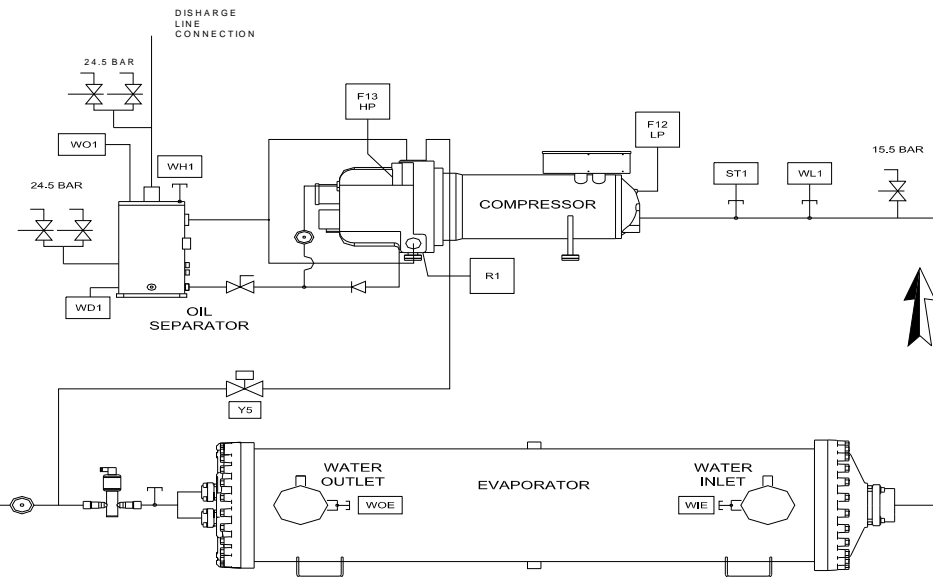 DISHARGE
LINE
CONNECTION
24.5 BAR
F13
HP
F12
LP
WO1
WH1
15.5 BAR
ST1
WL1
24.5 BAR
COMPRESSOR
R1
WD1
OIL
SEPARATOR
Y5
WATER
OUTLET
EVAPORATOR
WATER
INLET
WOE
WIE